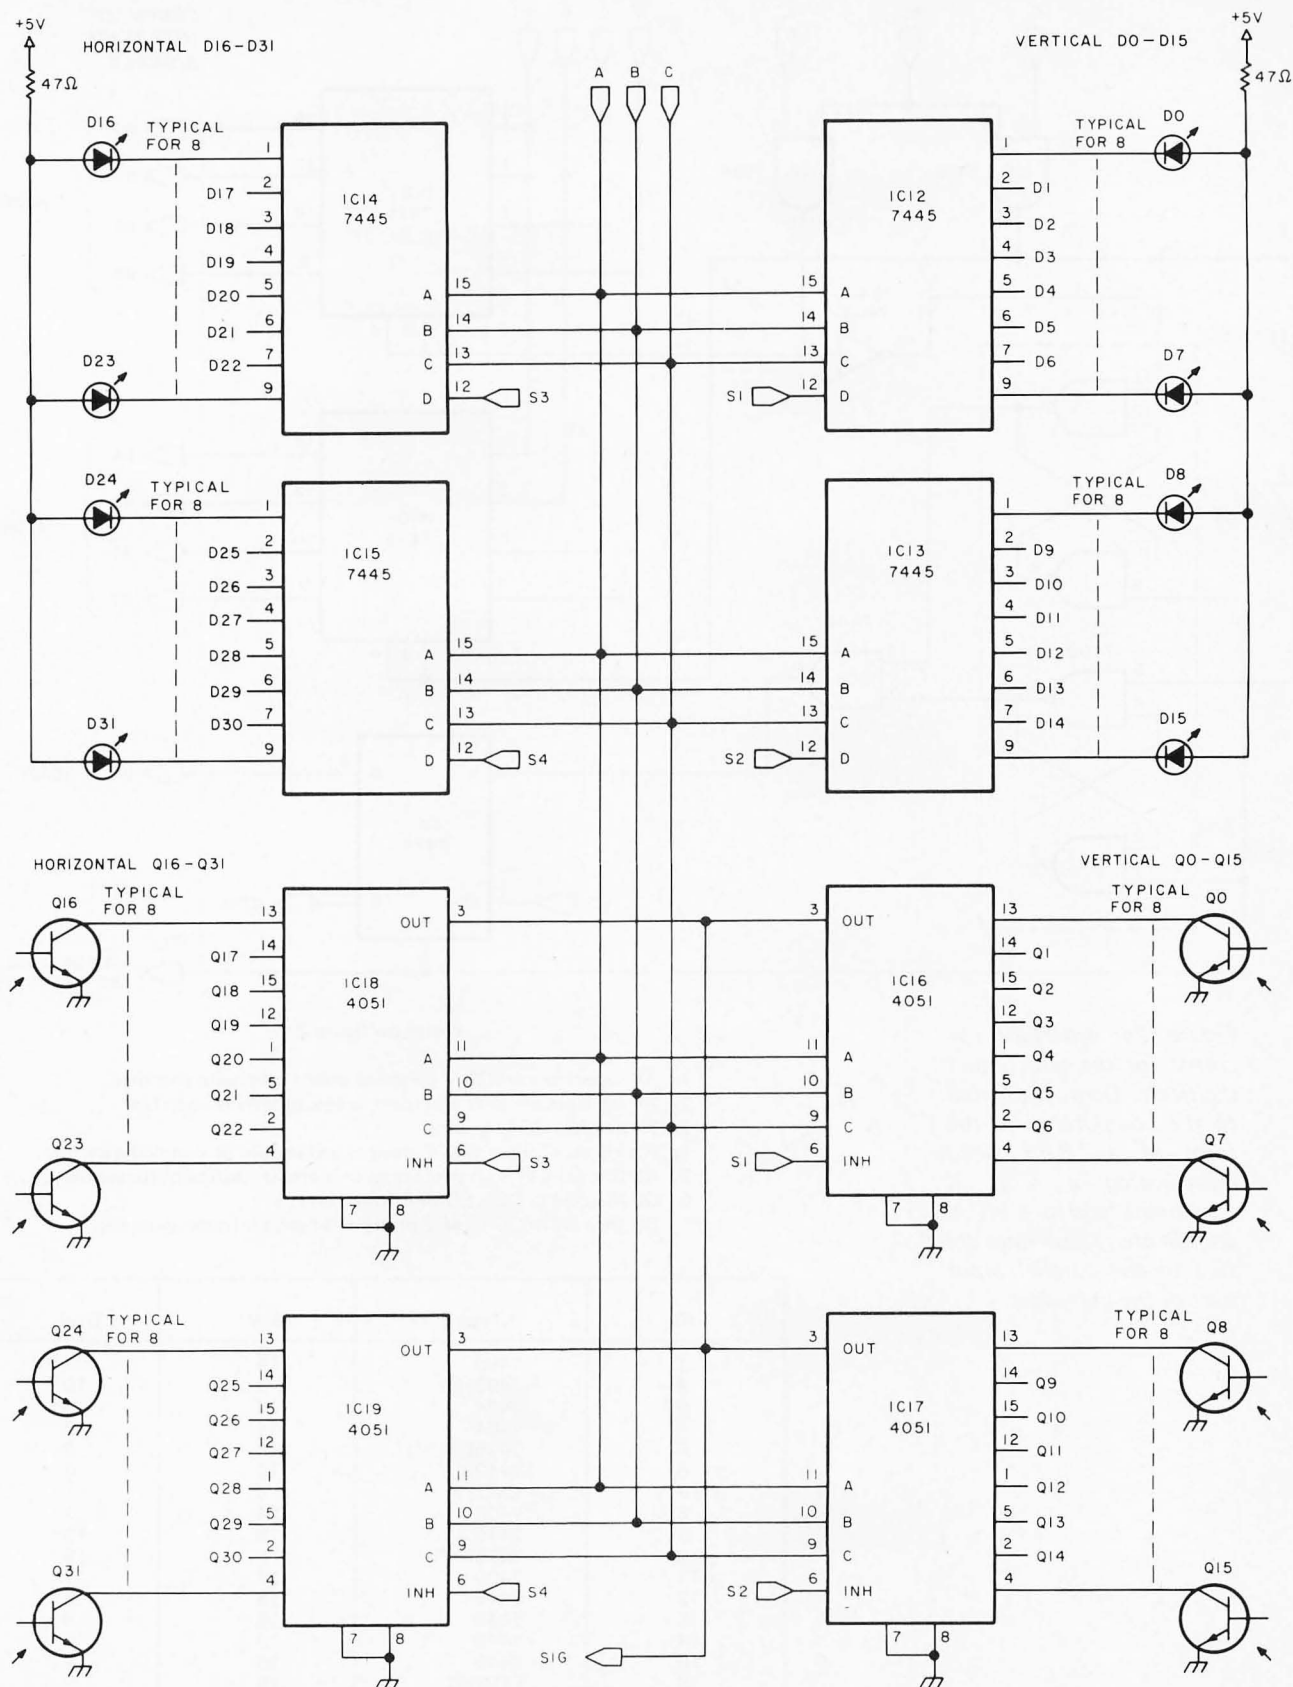 +5V
HORIZONTAL D16-D31
47Ω
A B C
VERTICAL D0-D15
+5V
47Ω
D16
TYPICAL
FOR 8
1
D17 2
D18 3
D19 4
D20 5
D21 6
D22 7
D23
9
IC14
7445
A 15
B 14
C 13
D 12 S3
IC12
7445
15 A
14 B
13 C
S1 12 D
TYPICAL
FOR 8
D0
1
2 D1
3 D2
4 D3
5 D4
6 D5
7 D6
9
D7
D24
TYPICAL
FOR 8
1
D25 2
D26 3
D27 4
D28 5
D29 6
D30 7
D31
9
IC15
7445
A 15
B 14
C 13
D 12 S4
IC13
7445
15 A
14 B
13 C
S2 12 D
TYPICAL
FOR 8
D8
1
2 D9
3 D10
4 D11
5 D12
6 D13
7 D14
9
D15
HORIZONTAL Q16-Q31
Q16
TYPICAL
FOR 8
13
Q17 14
Q18 15
Q19 12
Q20 1
Q21 5
Q22 2
Q23
4
OUT 3
IC18
4051
A 11
B 10
C 9
INH 6 S3
7 8
3 OUT
IC16
4051
11 A
10 B
9 C
S1 6 INH
7 8
VERTICAL Q0-Q15
TYPICAL
FOR 8
Q0
13
14 Q1
15 Q2
12 Q3
1 Q4
5 Q5
2 Q6
4
Q7
Q24
TYPICAL
FOR 8
13
Q25 14
Q26 15
Q27 12
Q28 1
Q29 5
Q30 2
Q31
4
OUT 3
IC19
4051
A 11
B 10
C 9
INH 6 S4
7 8
3 OUT
IC17
4051
11 A
10 B
9 C
S2 6 INH
7 8
TYPICAL
FOR 8
Q8
13
14 Q9
15 Q10
12 Q11
1 Q12
5 Q13
2 Q14
4
Q15
SIG